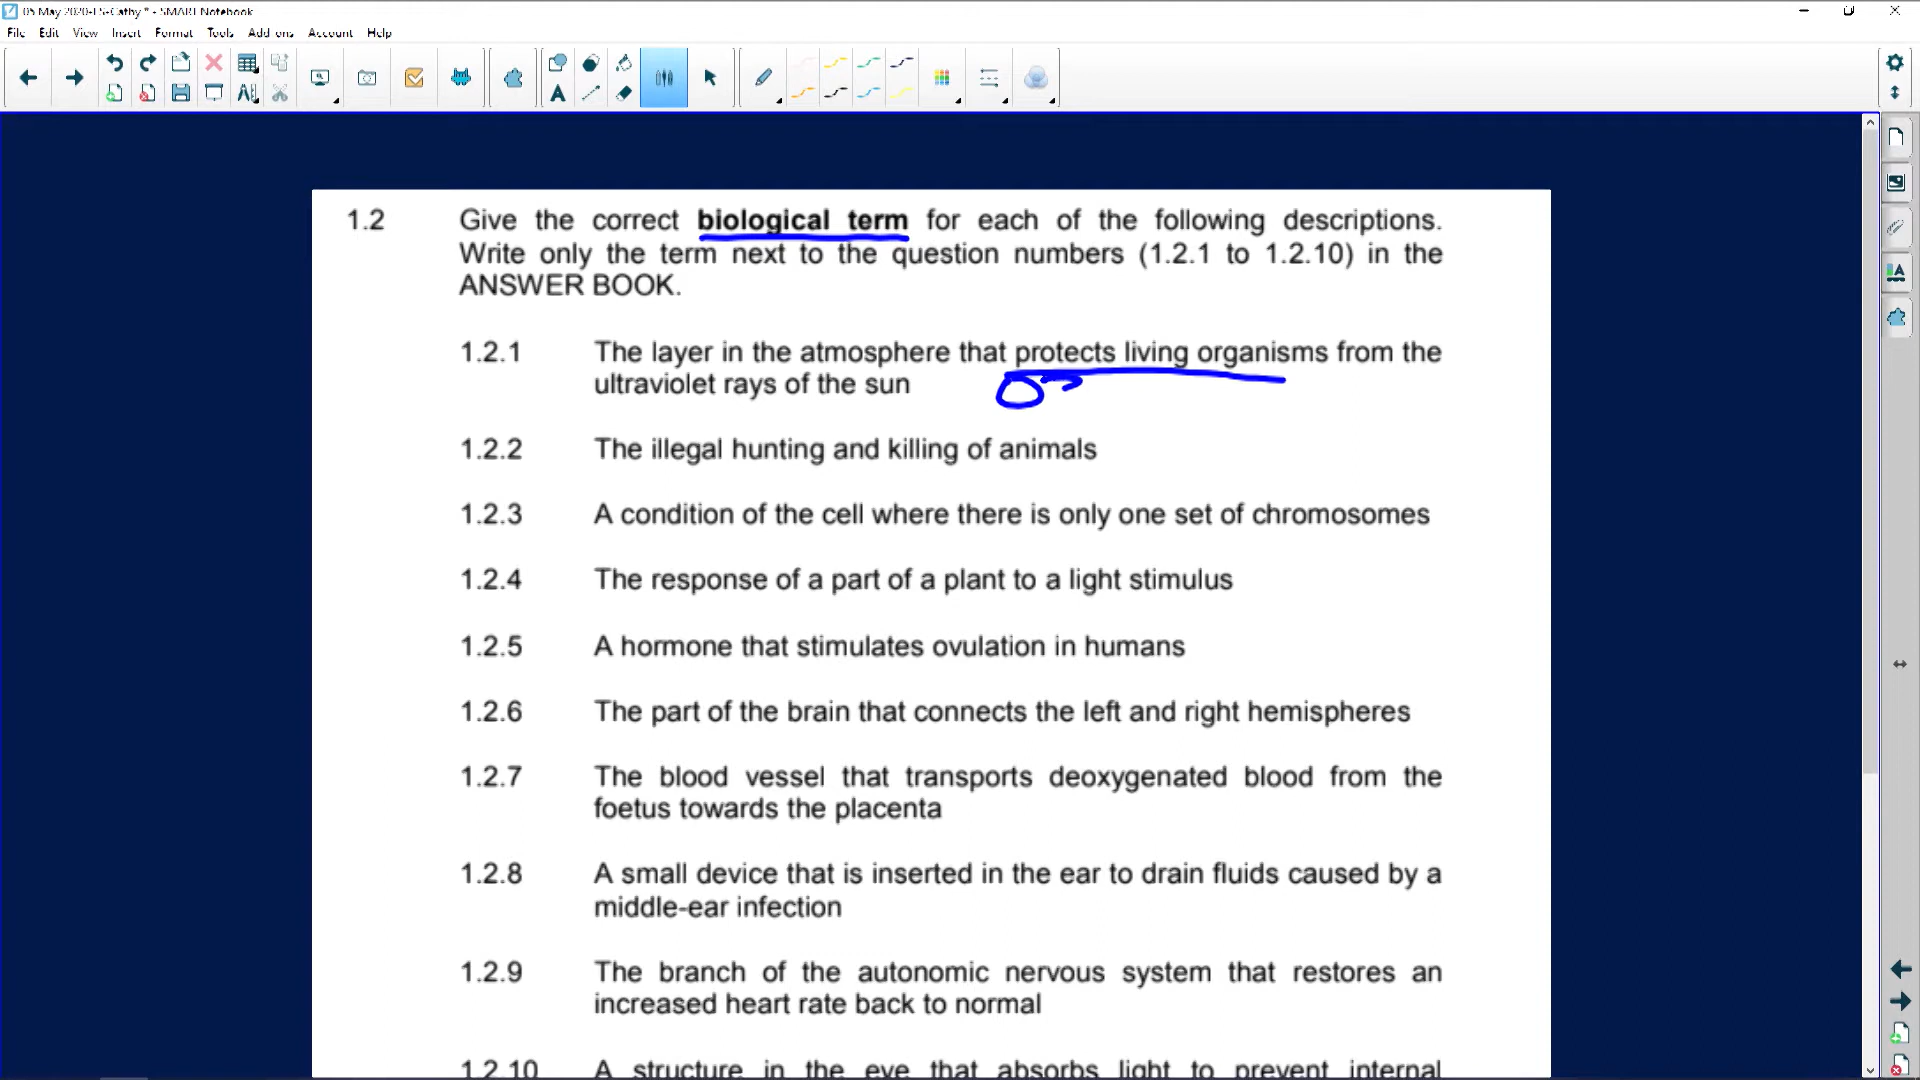 05 May 2020-LS-Cathy * - SMART Notebook
File Edit View Insert Format Tools Add-ons Account Help
1.2 Give the correct biological term for each of the following descriptions.
Write only the term next to the question numbers (1.2.1 to 1.2.10) in the
ANSWER BOOK.
1.2.1 The layer in the atmosphere that protects living organisms from the
ultraviolet rays of the sun
1.2.2 The illegal hunting and killing of animals
1.2.3 A condition of the cell where there is only one set of chromosomes
1.2.4 The response of a part of a plant to a light stimulus
1.2.5 A hormone that stimulates ovulation in humans
1.2.6 The part of the brain that connects the left and right hemispheres
1.2.7 The blood vessel that transports deoxygenated blood from the
foetus towards the placenta
1.2.8 A small device that is inserted in the ear to drain fluids caused by a
middle-ear infection
1.2.9 The branch of the autonomic nervous system that restores an
increased heart rate back to normal
1.2.10 A structure in the eye that absorbs light to prevent internal